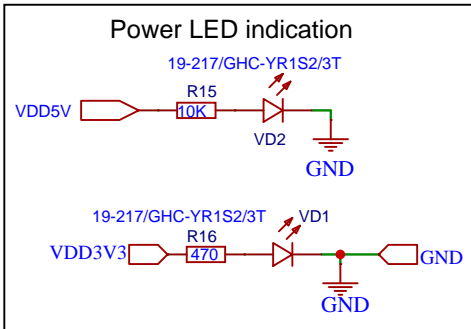 Power LED indication
19-217/GHC-YR1S2/3T
R15
VDD5V
10K
VD2
GND
19-217/GHC-YR1S2/3T
VD1
R16
VDD3V3
470
GND
GND